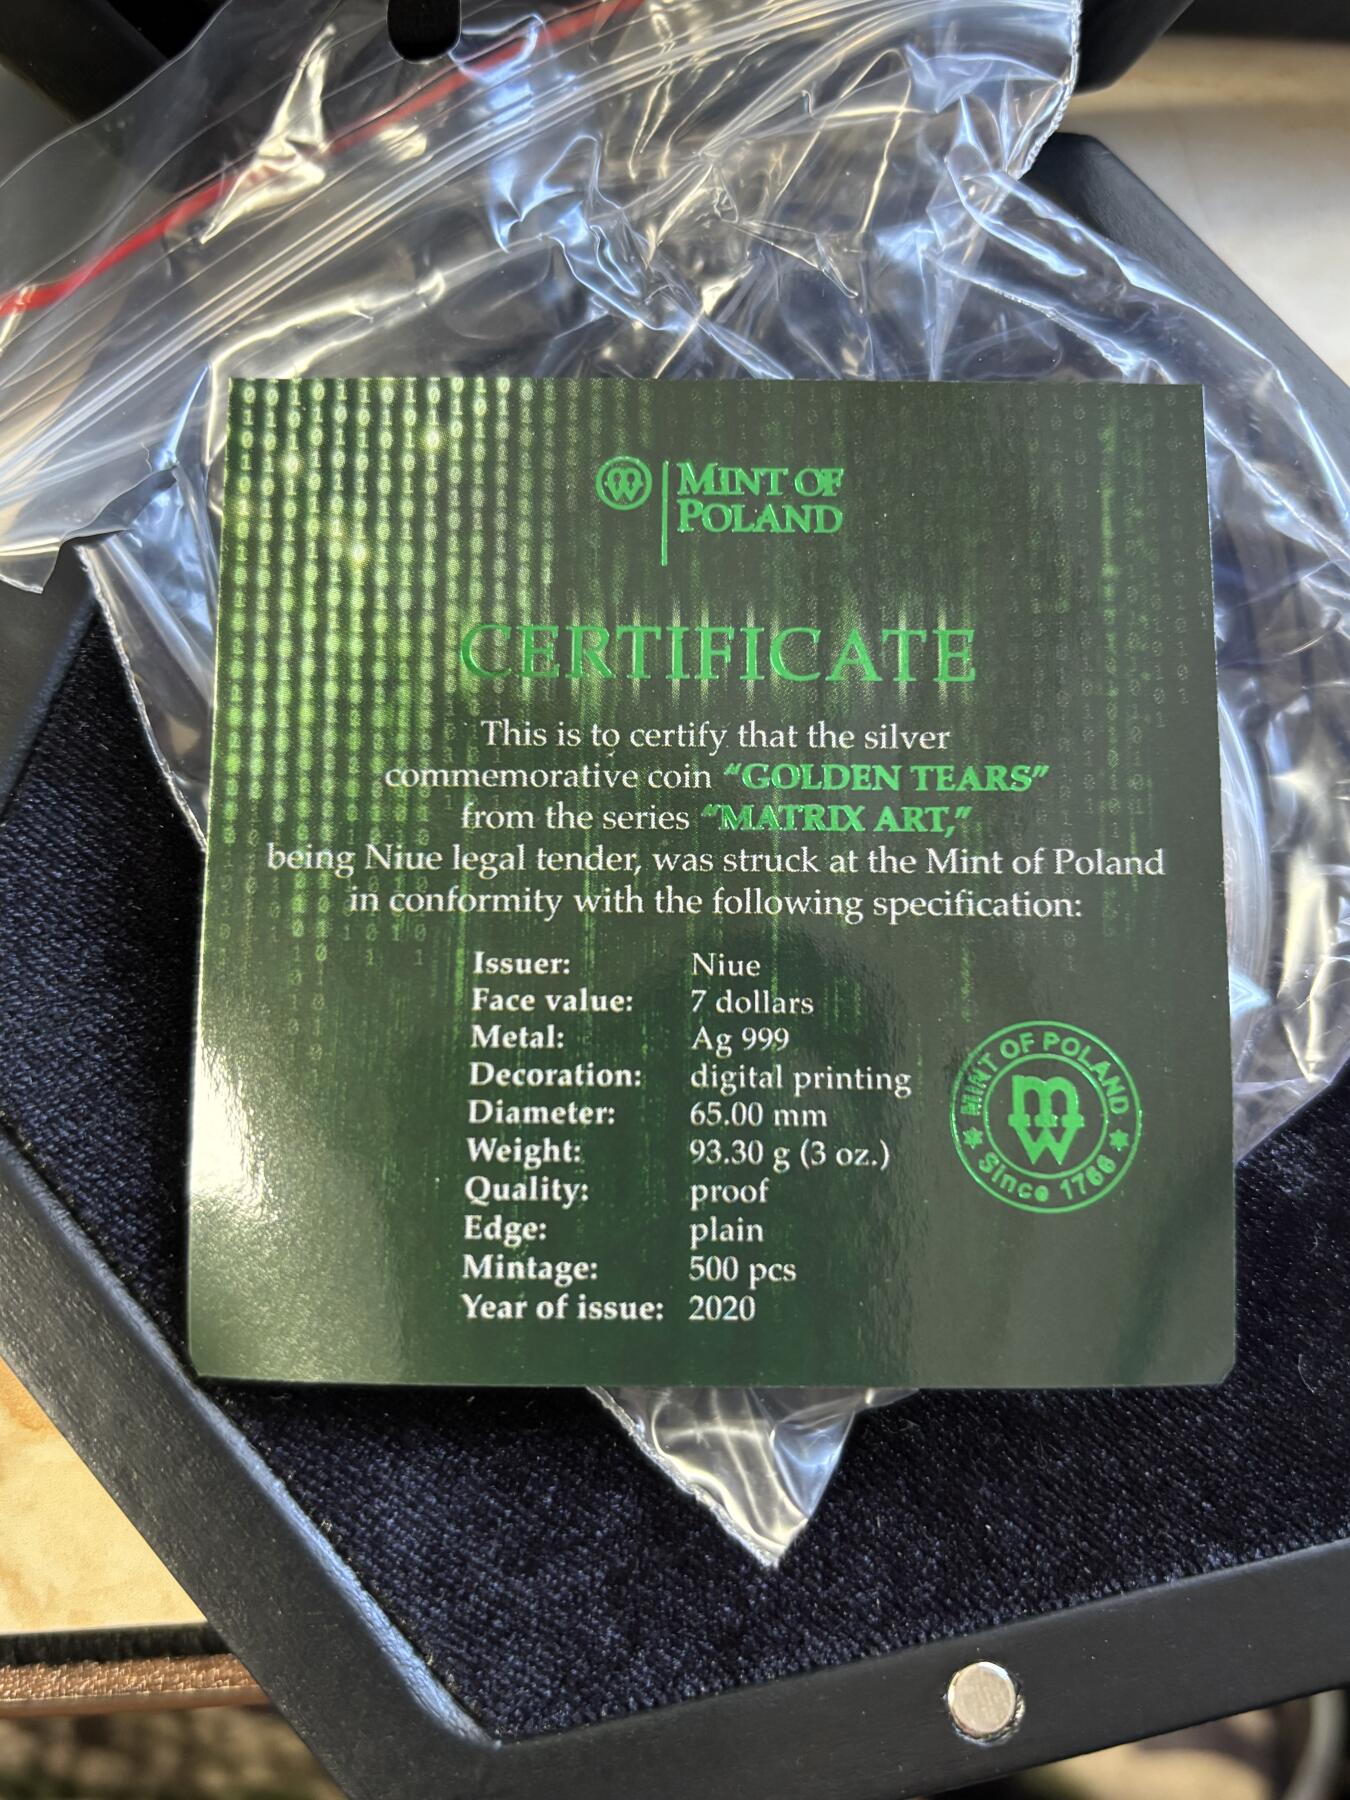 MINT OF
POLAND
CERTIFICATE
This is to certify that the silver
commemorative coin “GOLDEN TEARS”
from the series “MATRIX ART,”
being Niue legal tender, was struck at the Mint of Poland
in conformity with the following specification:
Issuer: Niue
Face value: 7 dollars
Metal: Ag 999
Decoration: digital printing
Diameter: 65.00 mm
Weight: 93.30 g (3 oz.)
Quality: proof
Edge: plain
Mintage: 500 pcs
Year of issue: 2020
MINT OF POLAND
mw
Since 1766